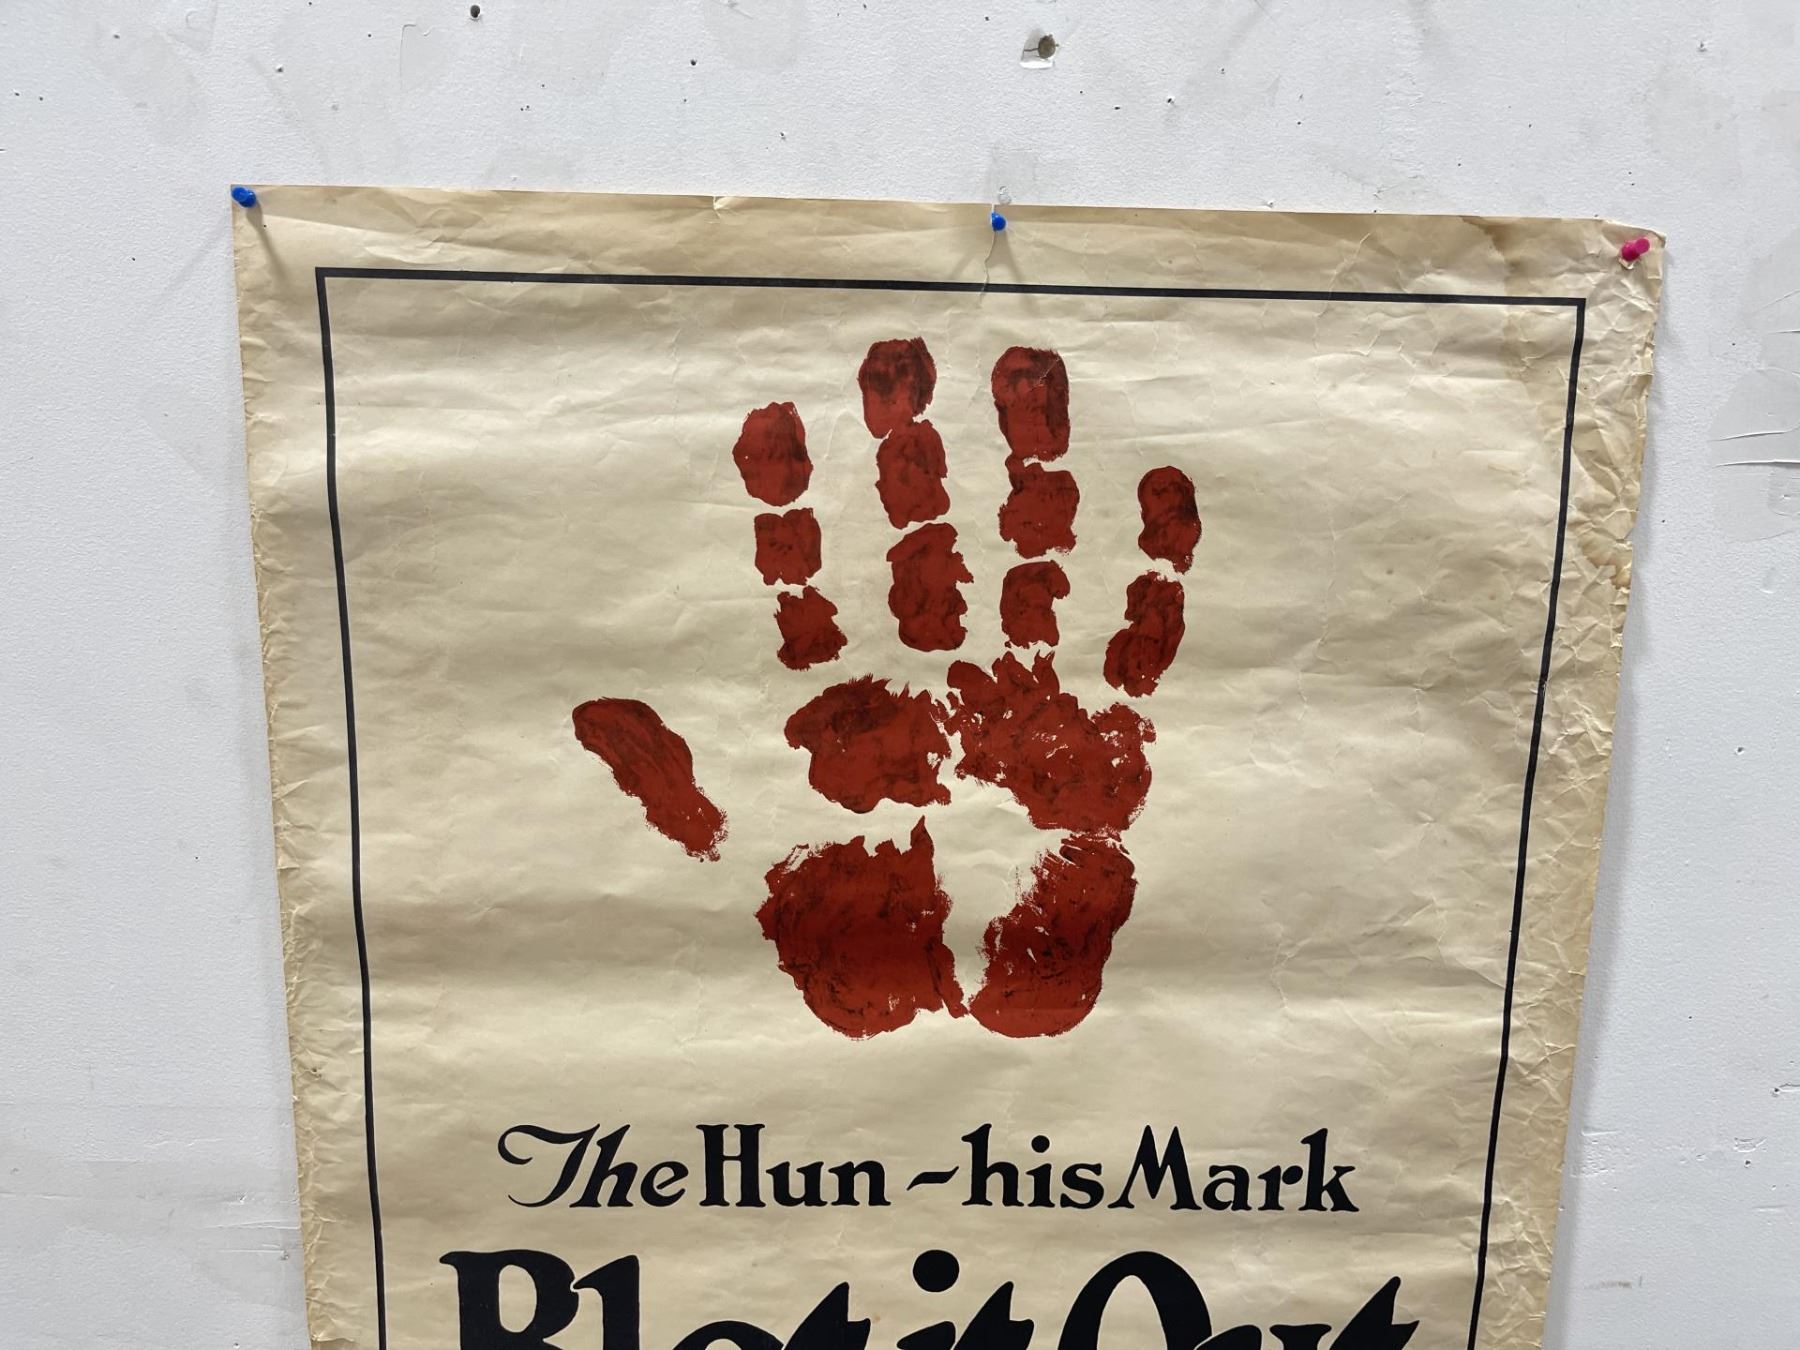 The Hun - his Mark
Blot it Out